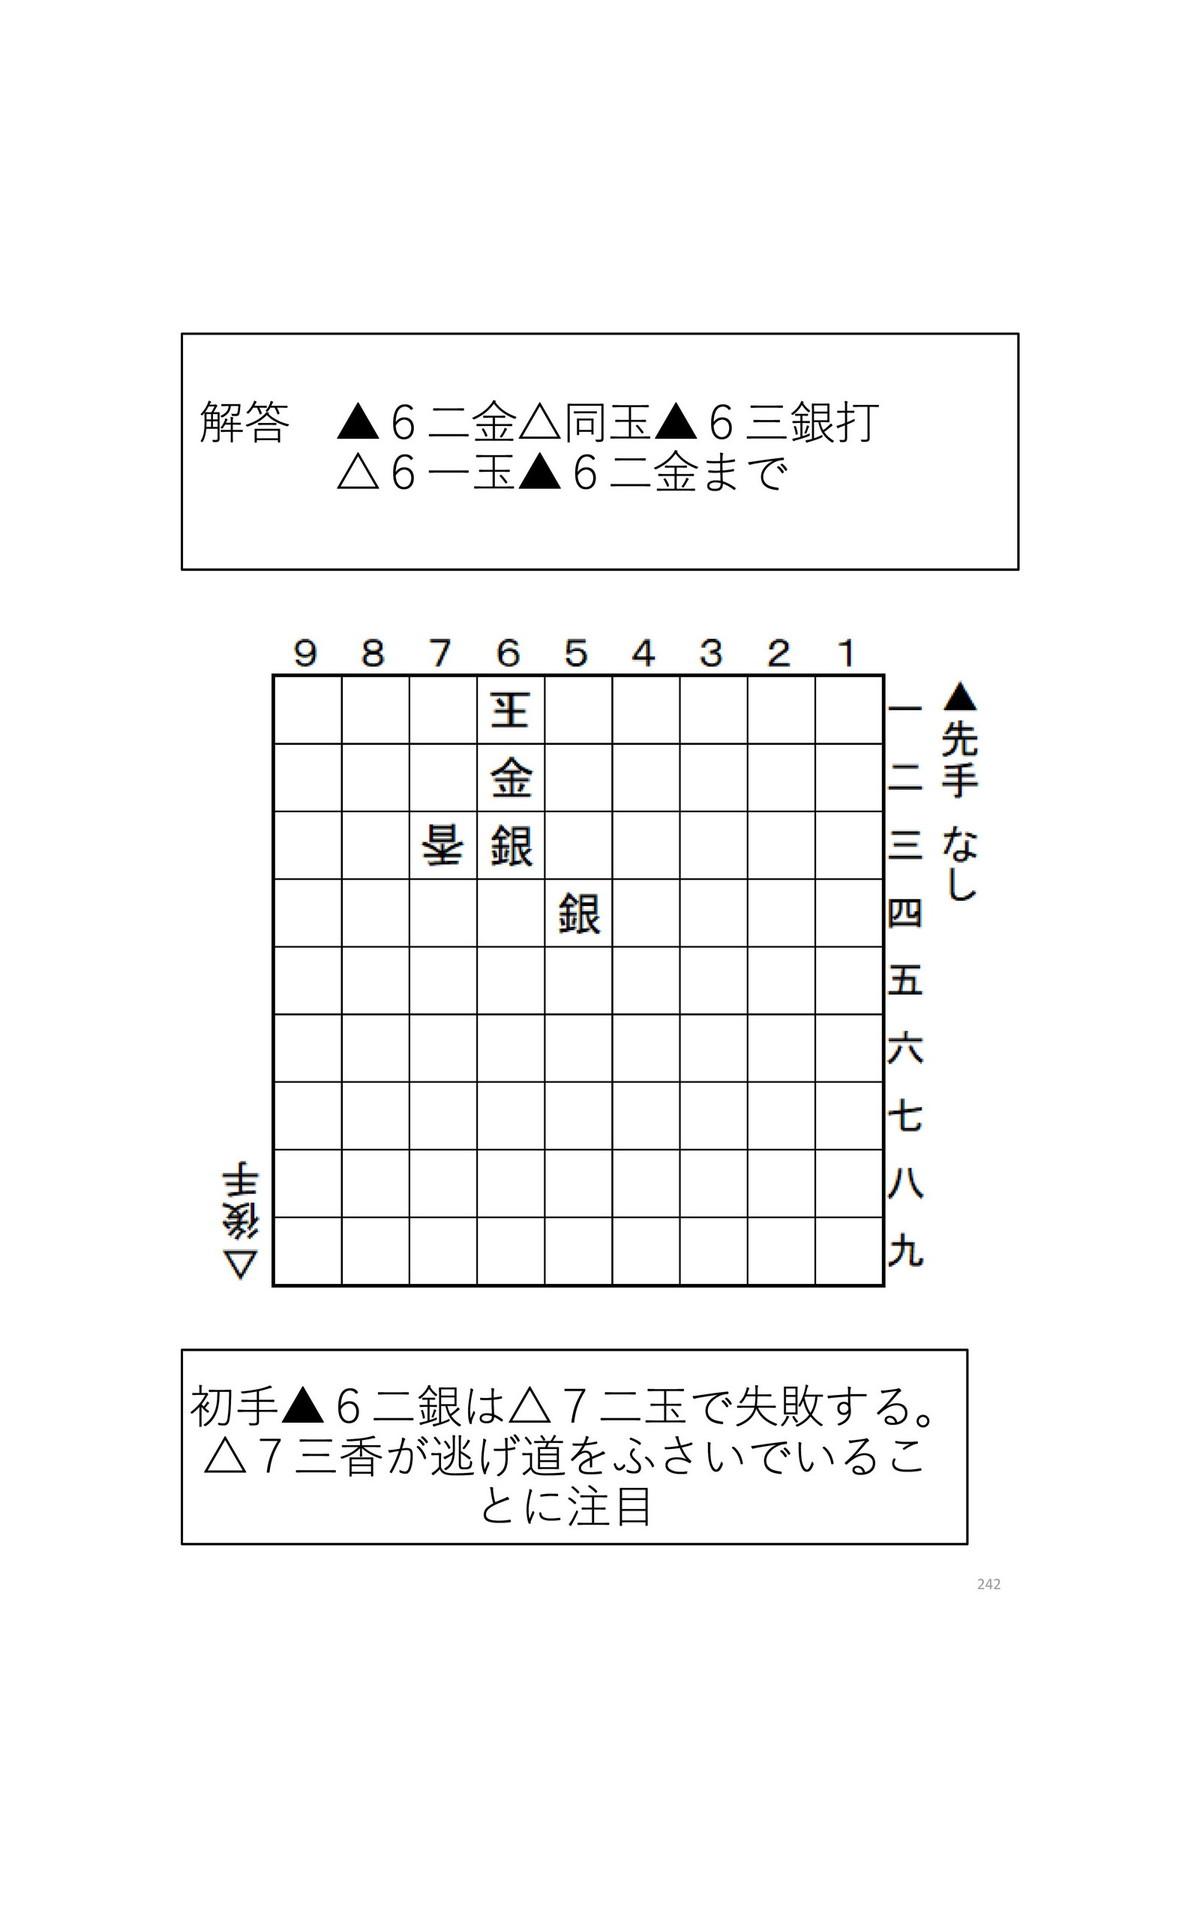 解答　▲６二金△同玉▲６三銀打
△６一玉▲６二金まで
９ ８ ７ ６ ５ ４ ３ ２ １
王 一
金 二
香 銀 三
銀 四
五
六
七
八
九
▲先手 なし
△後手
初手▲６二銀は△７二玉で失敗する。
△７三香が逃げ道をふさいでいるこ
とに注目
242